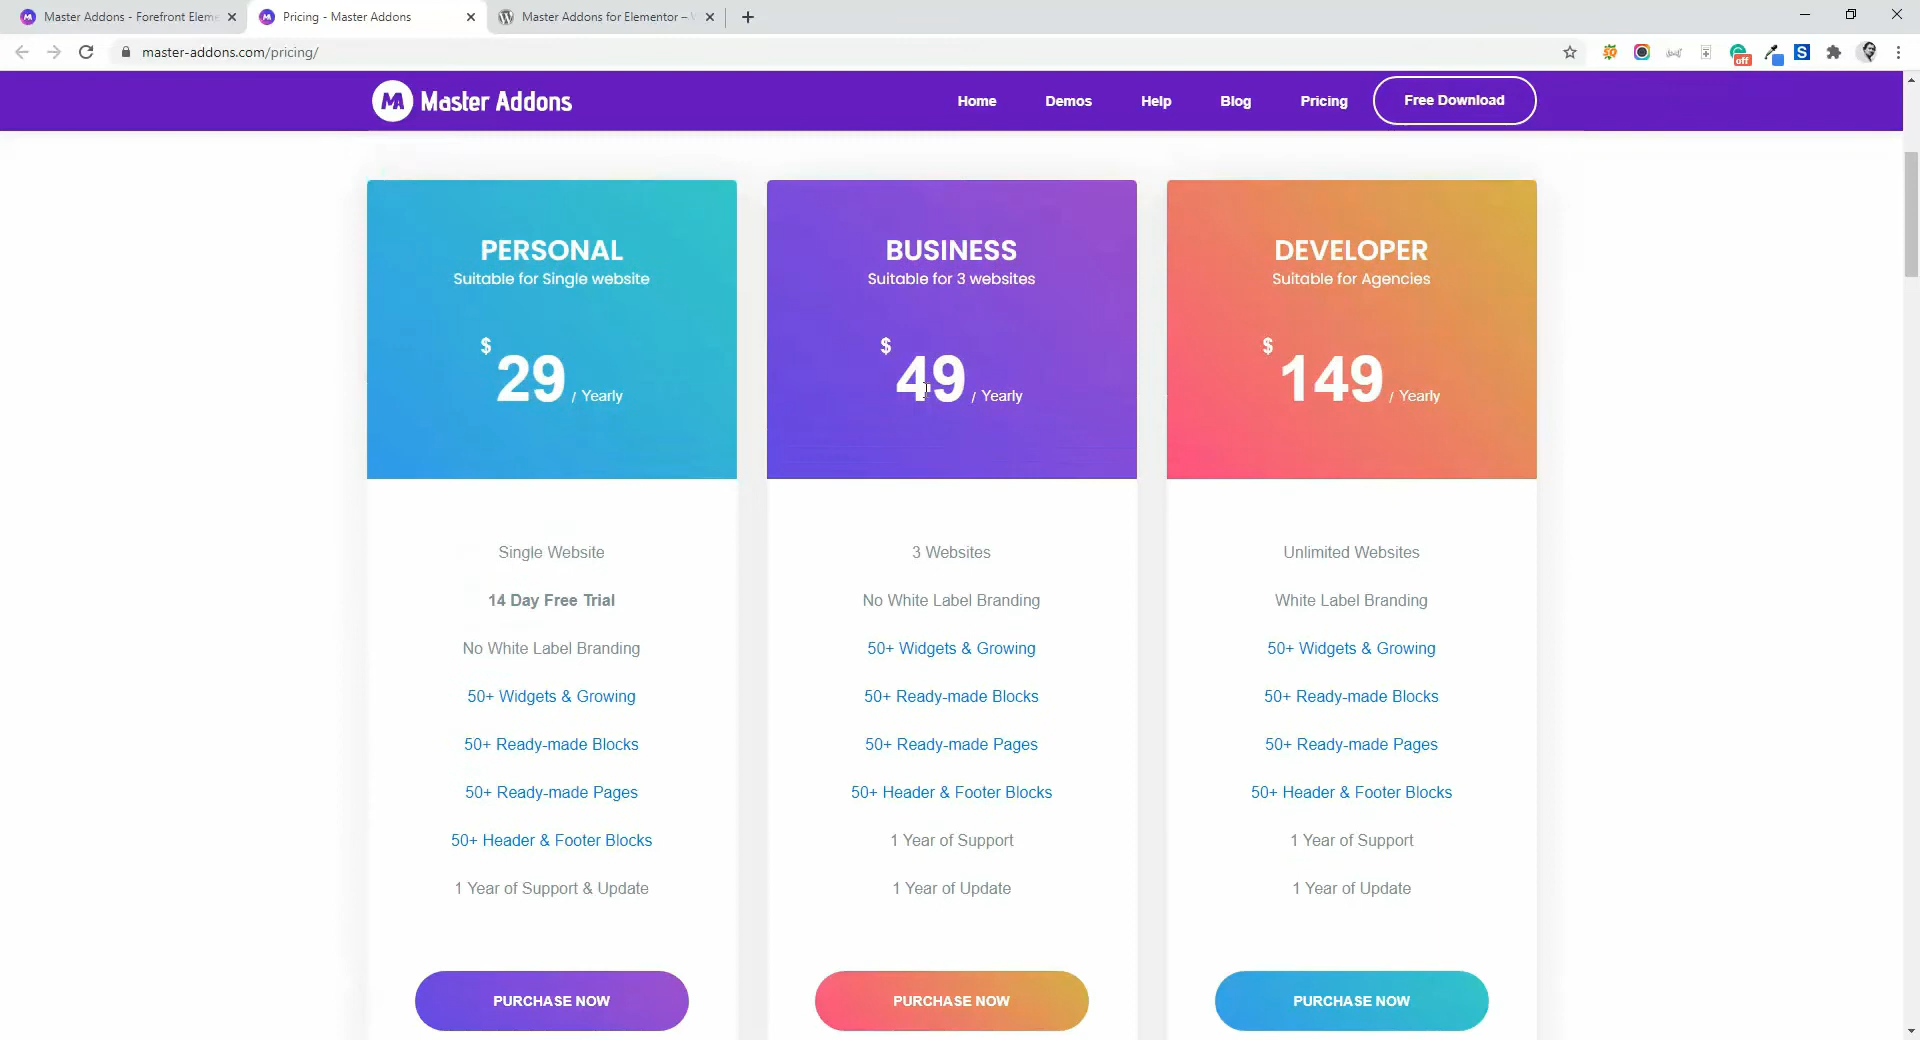 Master Addons - Forefront Eleme
Pricing - Master Addons
Master Addons for Elementor –
master-addons.com/pricing/
off
S
MA Master Addons
Home
Demos
Help
Blog
Pricing
Free Download
PERSONAL
Suitable for Single website
$ 29 / Yearly
Single Website
14 Day Free Trial
No White Label Branding
50+ Widgets & Growing
50+ Ready-made Blocks
50+ Ready-made Pages
50+ Header & Footer Blocks
1 Year of Support & Update
PURCHASE NOW
BUSINESS
Suitable for 3 websites
$ 49 / Yearly
3 Websites
No White Label Branding
50+ Widgets & Growing
50+ Ready-made Blocks
50+ Ready-made Pages
50+ Header & Footer Blocks
1 Year of Support
1 Year of Update
PURCHASE NOW
DEVELOPER
Suitable for Agencies
$ 149 / Yearly
Unlimited Websites
White Label Branding
50+ Widgets & Growing
50+ Ready-made Blocks
50+ Ready-made Pages
50+ Header & Footer Blocks
1 Year of Support
1 Year of Update
PURCHASE NOW